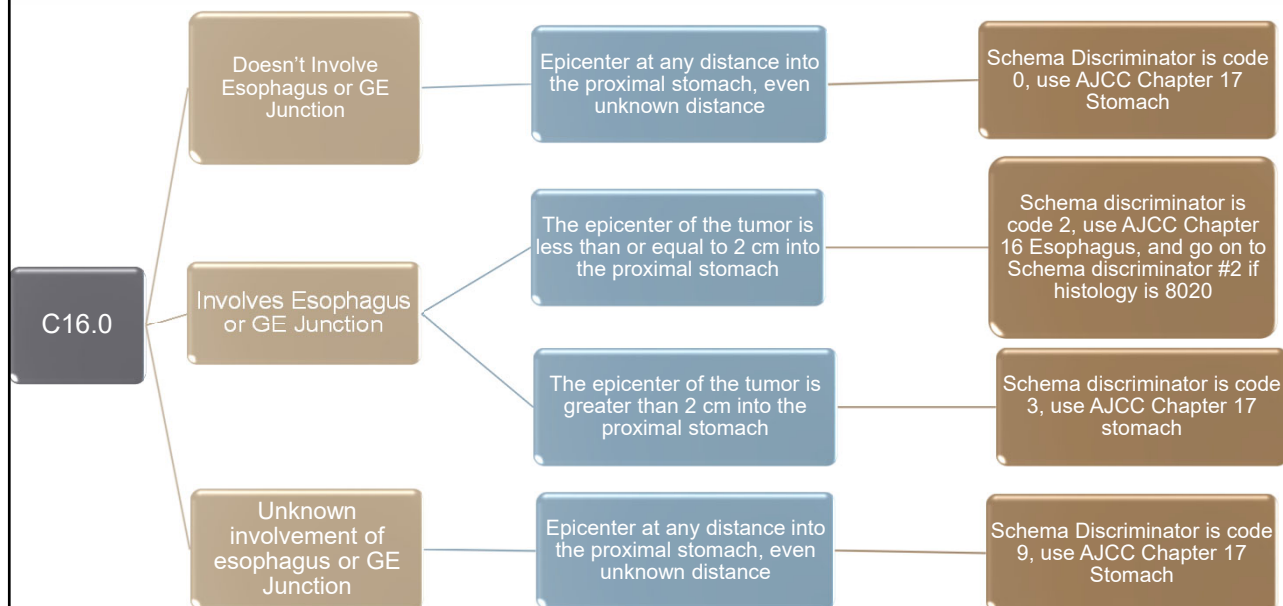 C16.0
Doesn't Involve
Esophagus or GE
Junction
Epicenter at any distance into
the proximal stomach, even
unknown distance
Schema Discriminator is code
0, use AJCC Chapter 17
Stomach
Involves Esophagus
or GE Junction
The epicenter of the tumor is
less than or equal to 2 cm into
the proximal stomach
Schema discriminator is
code 2, use AJCC Chapter
16 Esophagus, and go on to
Schema discriminator #2 if
histology is 8020
The epicenter of the tumor is
greater than 2 cm into the
proximal stomach
Schema discriminator is code
3, use AJCC Chapter 17
stomach
Unknown
involvement of
esophagus or GE
Junction
Epicenter at any distance into
the proximal stomach, even
unknown distance
Schema Discriminator is code
9, use AJCC Chapter 17
Stomach